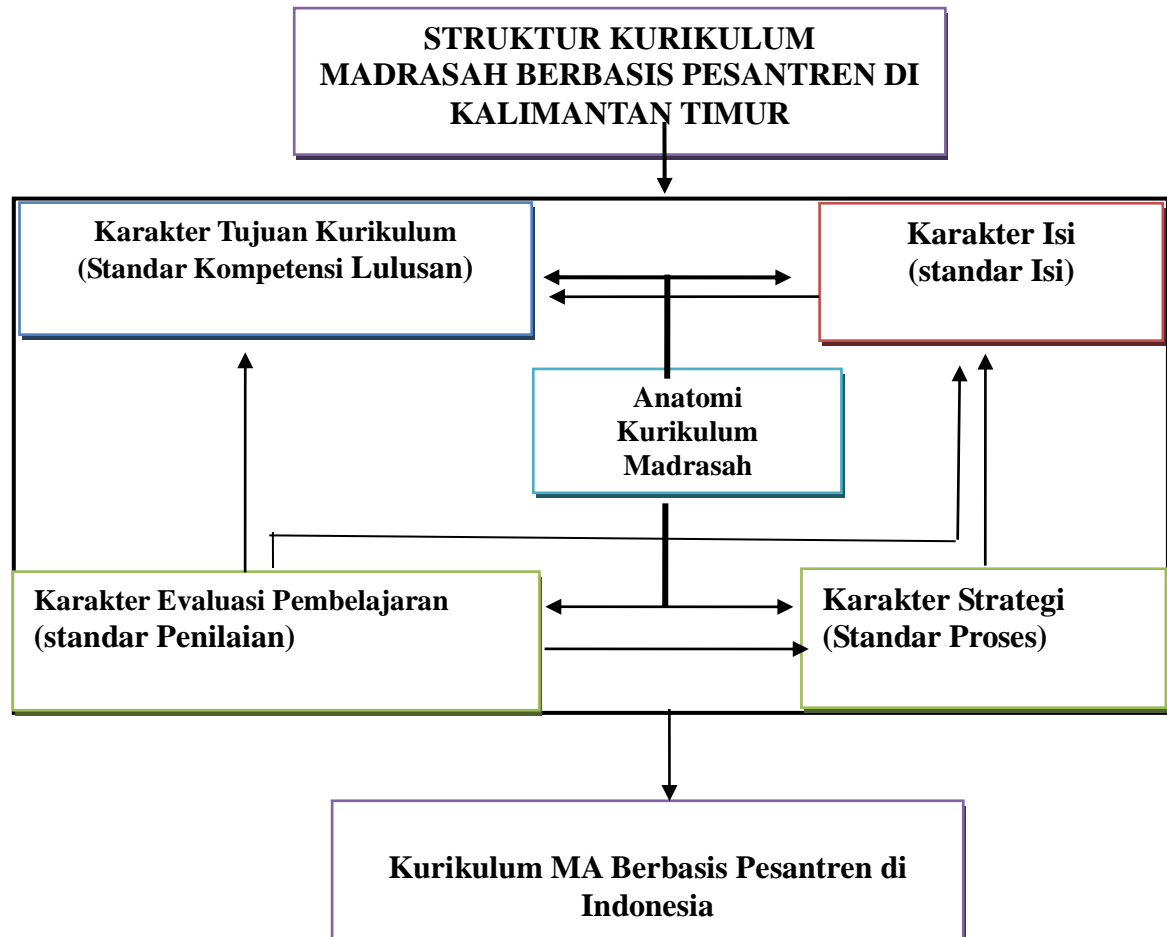 STRUKTUR KURIKULUM
MADRASAH BERBASIS PESANTREN DI
KALIMANTAN TIMUR
Karakter Tujuan Kurikulum
(Standar Kompetensi Lulusan)
Karakter Isi
(standar Isi)
Anatomi
Kurikulum
Madrasah
Karakter Evaluasi Pembelajaran
(standar Penilaian)
Karakter Strategi
(Standar Proses)
Kurikulum MA Berbasis Pesantren di
Indonesia